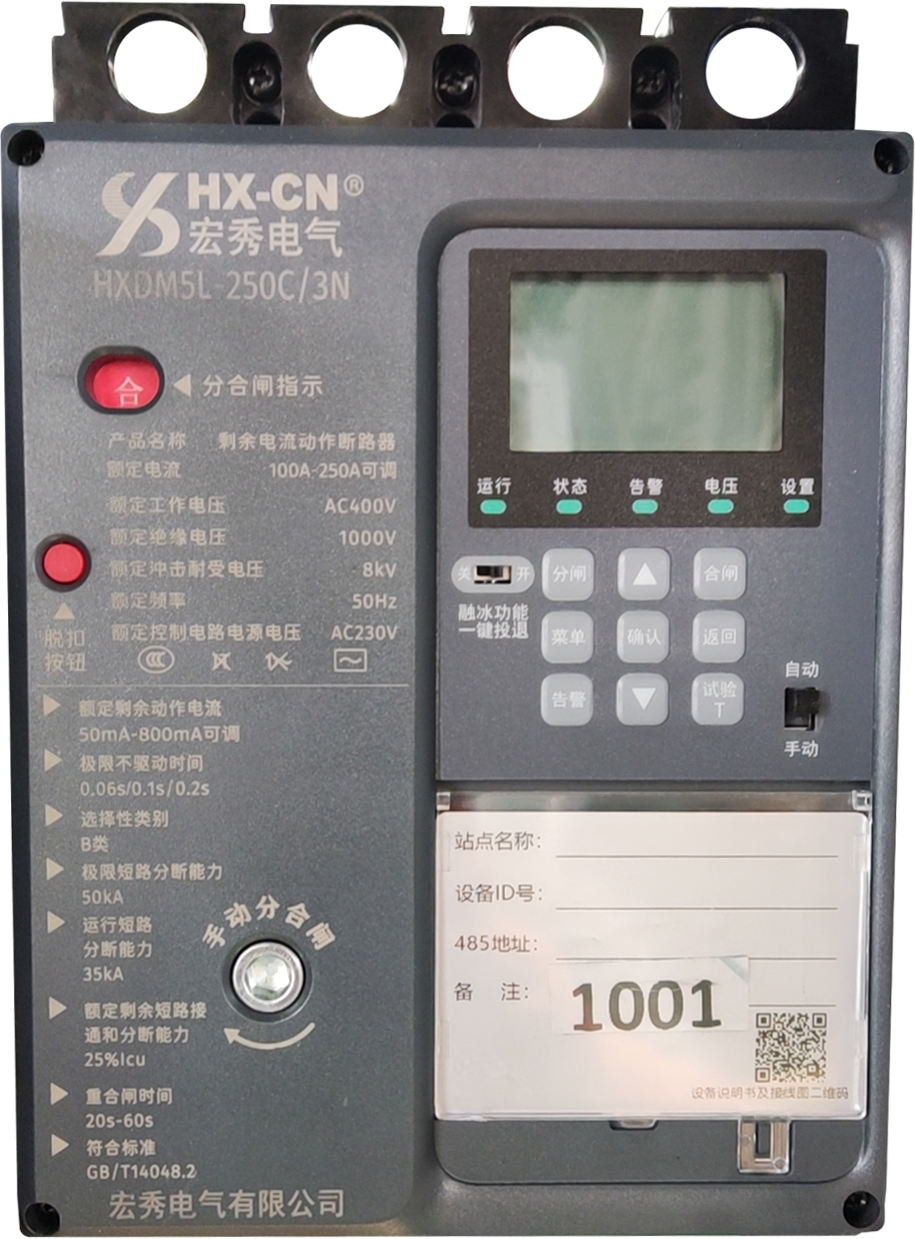 HX-CN®
宏秀电气
HXDM5L-250C/3N
合
分合闸指示
产品名称 剩余电流动作断路器
额定电流 100A-250A可调
额定工作电压 AC400V
额定绝缘电压 1000V
额定冲击耐受电压 8kV
额定频率 50Hz
额定控制电路电源电压 AC230V
脱扣
按钮
额定剩余动作电流
50mA-800mA可调
极限不驱动时间
0.06s/0.1s/0.2s
选择性类别
B类
极限短路分断能力
50kA
运行短路
分断能力
35kA
额定剩余短路接
通和分断能力
25%Icu
重合闸时间
20s-60s
符合标准
GB/T14048.2
手动分合闸
宏秀电气有限公司
运行 状态 告警 电压 设置
关 开
融冰功能
一键投退
分闸 ▲ 合闸
菜单 确认 返回
告警 ▼ 试验
T
自动
手动
站点名称：
设备ID号：
485地址：
备 注： 1001
设备说明书及接线图二维码